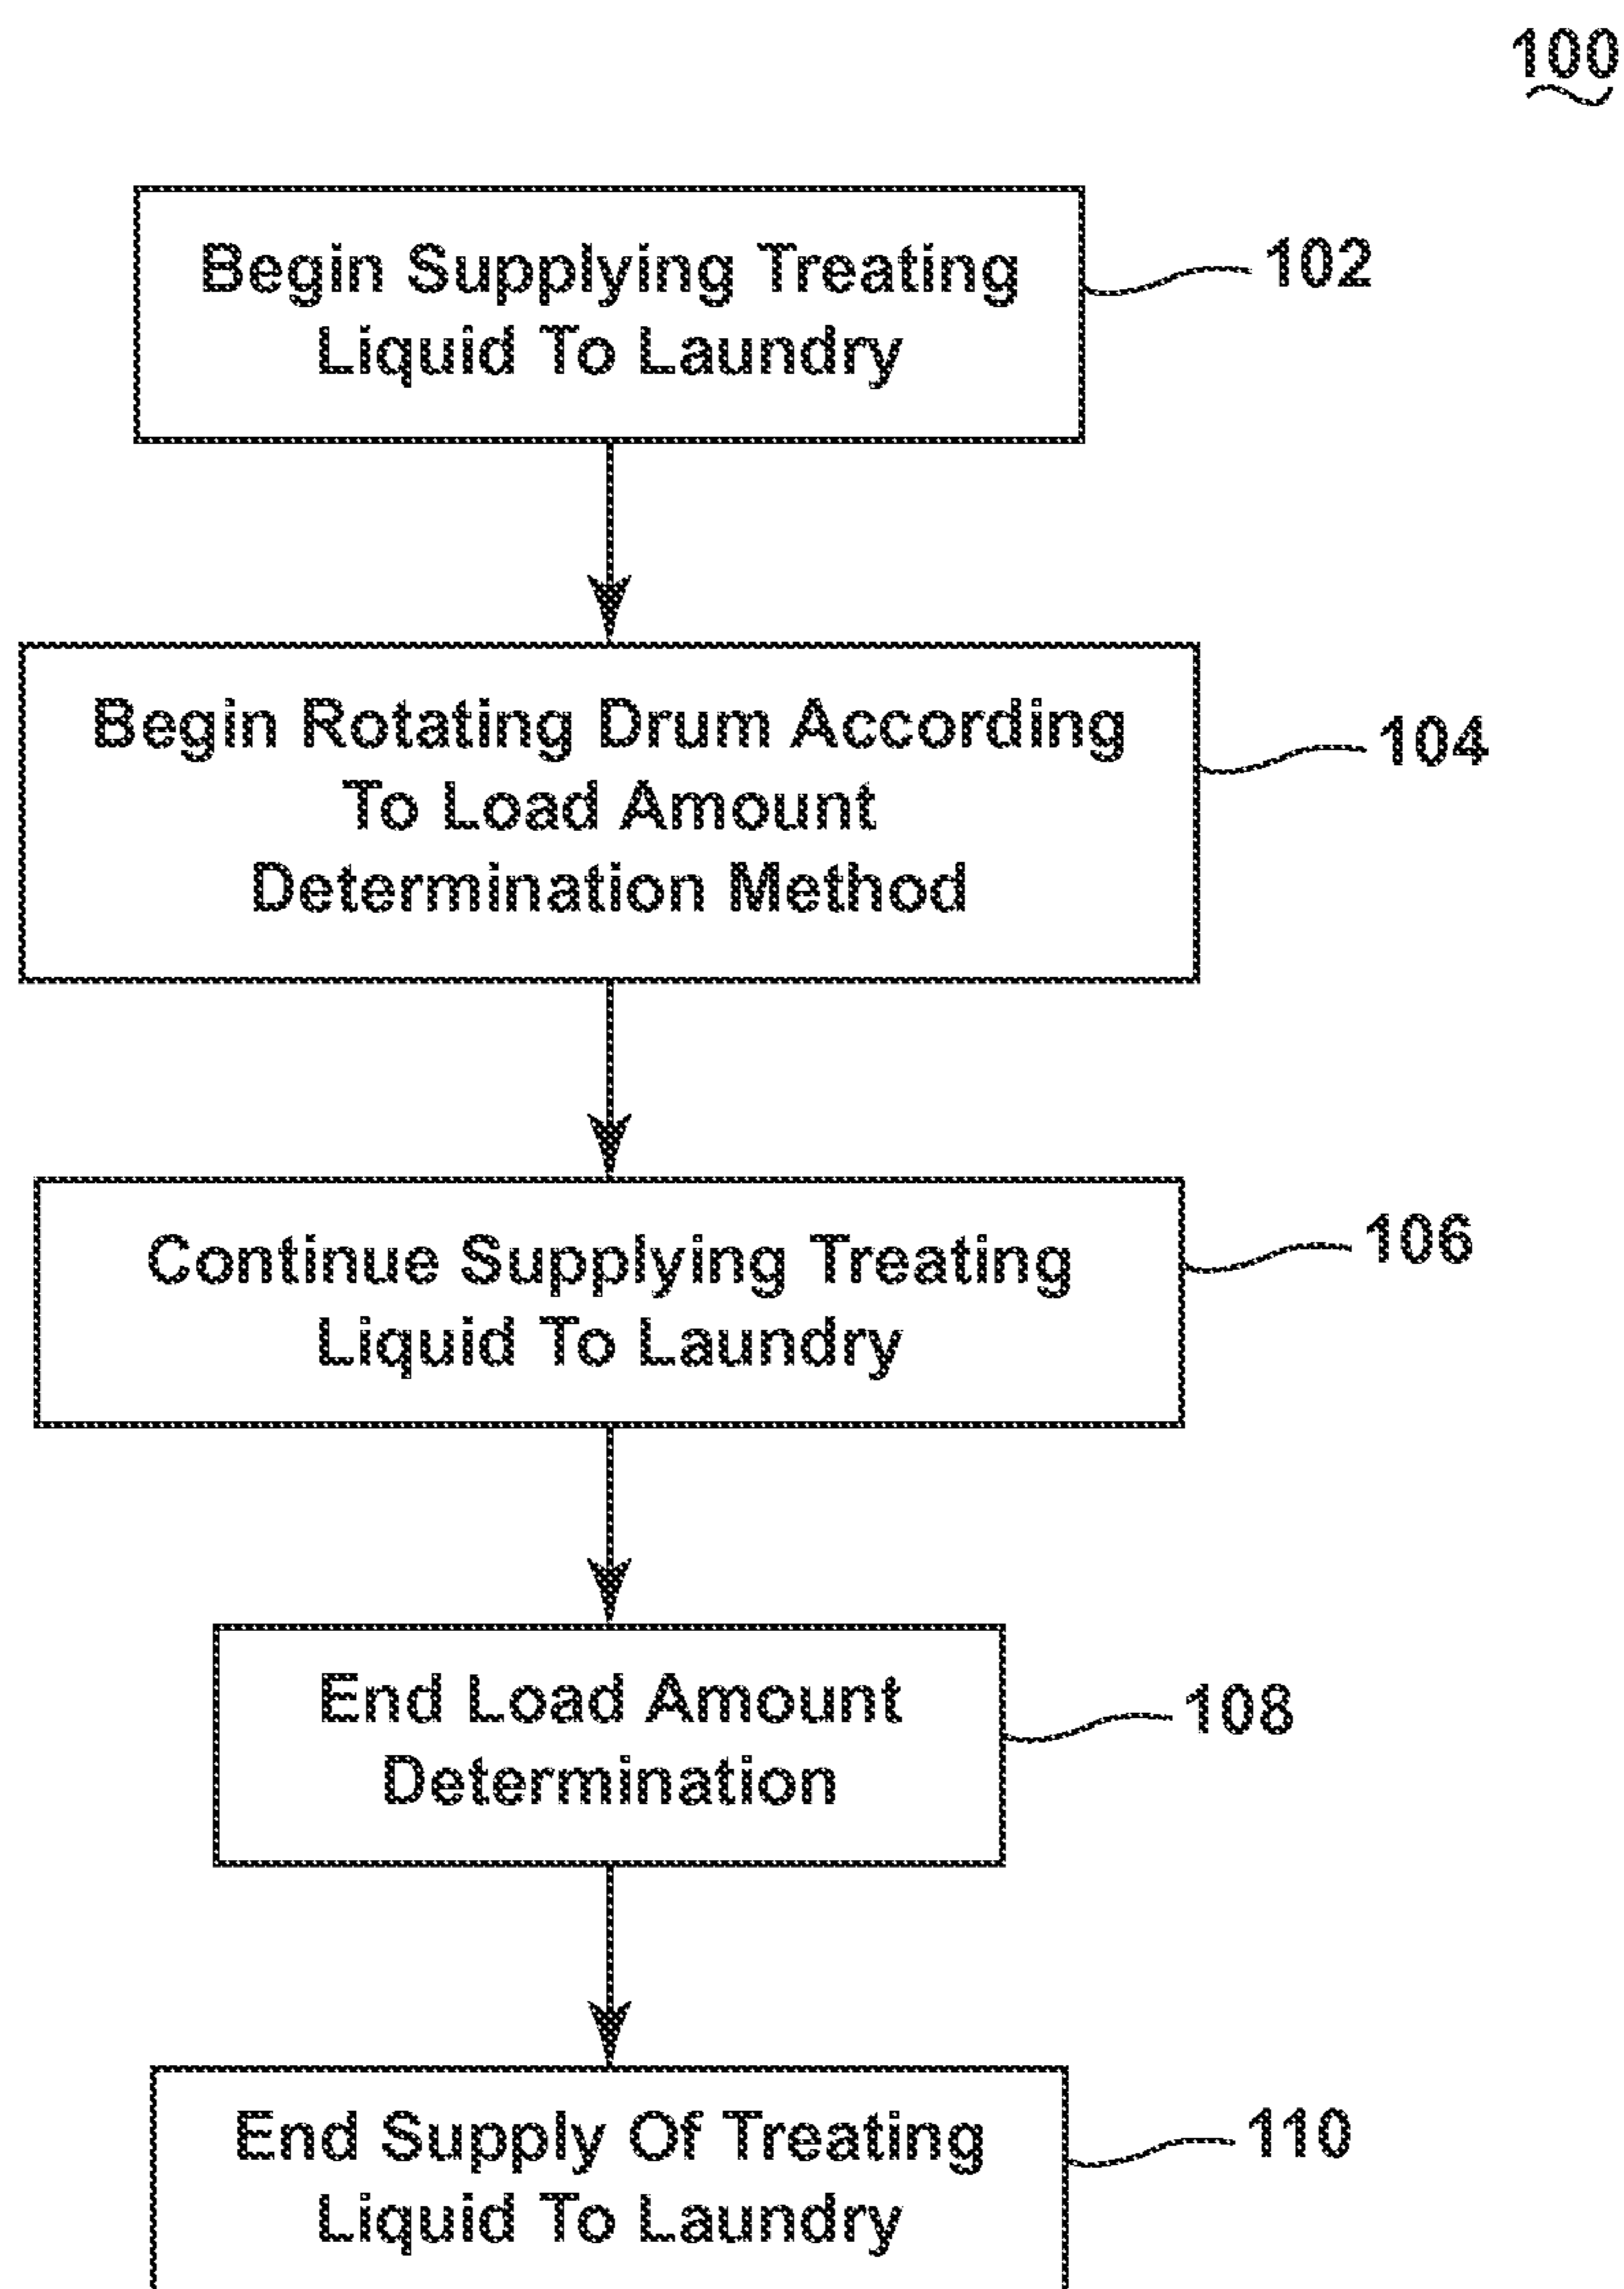 100
Begin Supplying Treating
Liquid To Laundry
102
Begin Rotating Drum According
To Load Amount
Determination Method
104
Continue Supplying Treating
Liquid To Laundry
106
End Load Amount
Determination
108
End Supply Of Treating
Liquid To Laundry
110